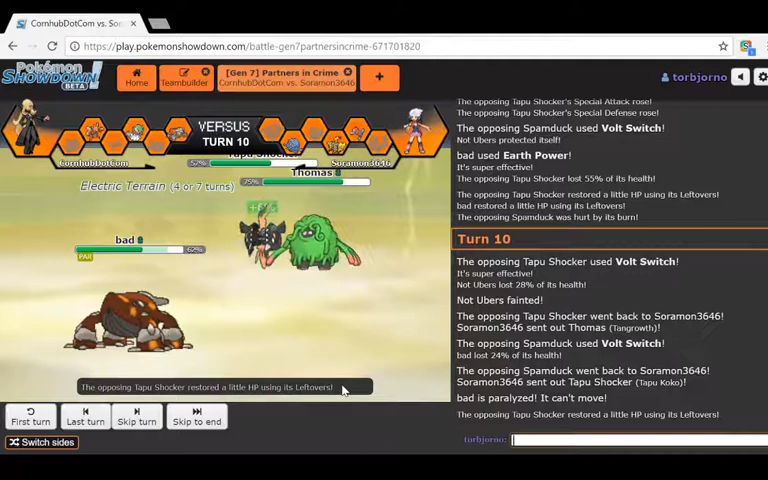 CornhubDotCom vs. S
https://play.pokemonshowdown.com/battle-gen7partnersincrime-671701820
Pokémon
SHOWDOWN!
BETA!
Home
Teambuilder
[Gen 7] Partners in Crime
CornhubDotCom vs. Soramon3646
torbjorno
VERSUS
TURN 10
CornhubDotCom
Soramon3646
57%
Electric Terrain (4 or 7 turns)
Thomas
75%
+6%
bad
62%
PAR
The opposing Tapu Shocker restored a little HP using its Leftovers!
First turn
Last turn
Skip turn
Skip to end
Switch sides
The opposing Tapu Shocker's Special Attack rose!
The opposing Tapu Shocker's Special Defense rose!
The opposing Spamduck used Volt Switch!
Not Ubers protected itself!
bad used Earth Power!
It's super effective!
The opposing Tapu Shocker lost 55% of its health!
The opposing Tapu Shocker restored a little HP using its Leftovers!
bad restored a little HP using its Leftovers!
The opposing Spamduck was hurt by its burn!
Turn 10
The opposing Tapu Shocker used Volt Switch!
It's super effective!
Not Ubers lost 28% of its health!
Not Ubers fainted!
The opposing Tapu Shocker went back to Soramon3646!
Soramon3646 sent out Thomas (Tangrowth)!
The opposing Spamduck used Volt Switch!
bad lost 24% of its health!
The opposing Spamduck went back to Soramon3646!
Soramon3646 sent out Tapu Shocker (Tapu Koko)!
bad is paralyzed! It can't move!
The opposing Tapu Shocker restored a little HP using its Leftovers!
torbjorno: